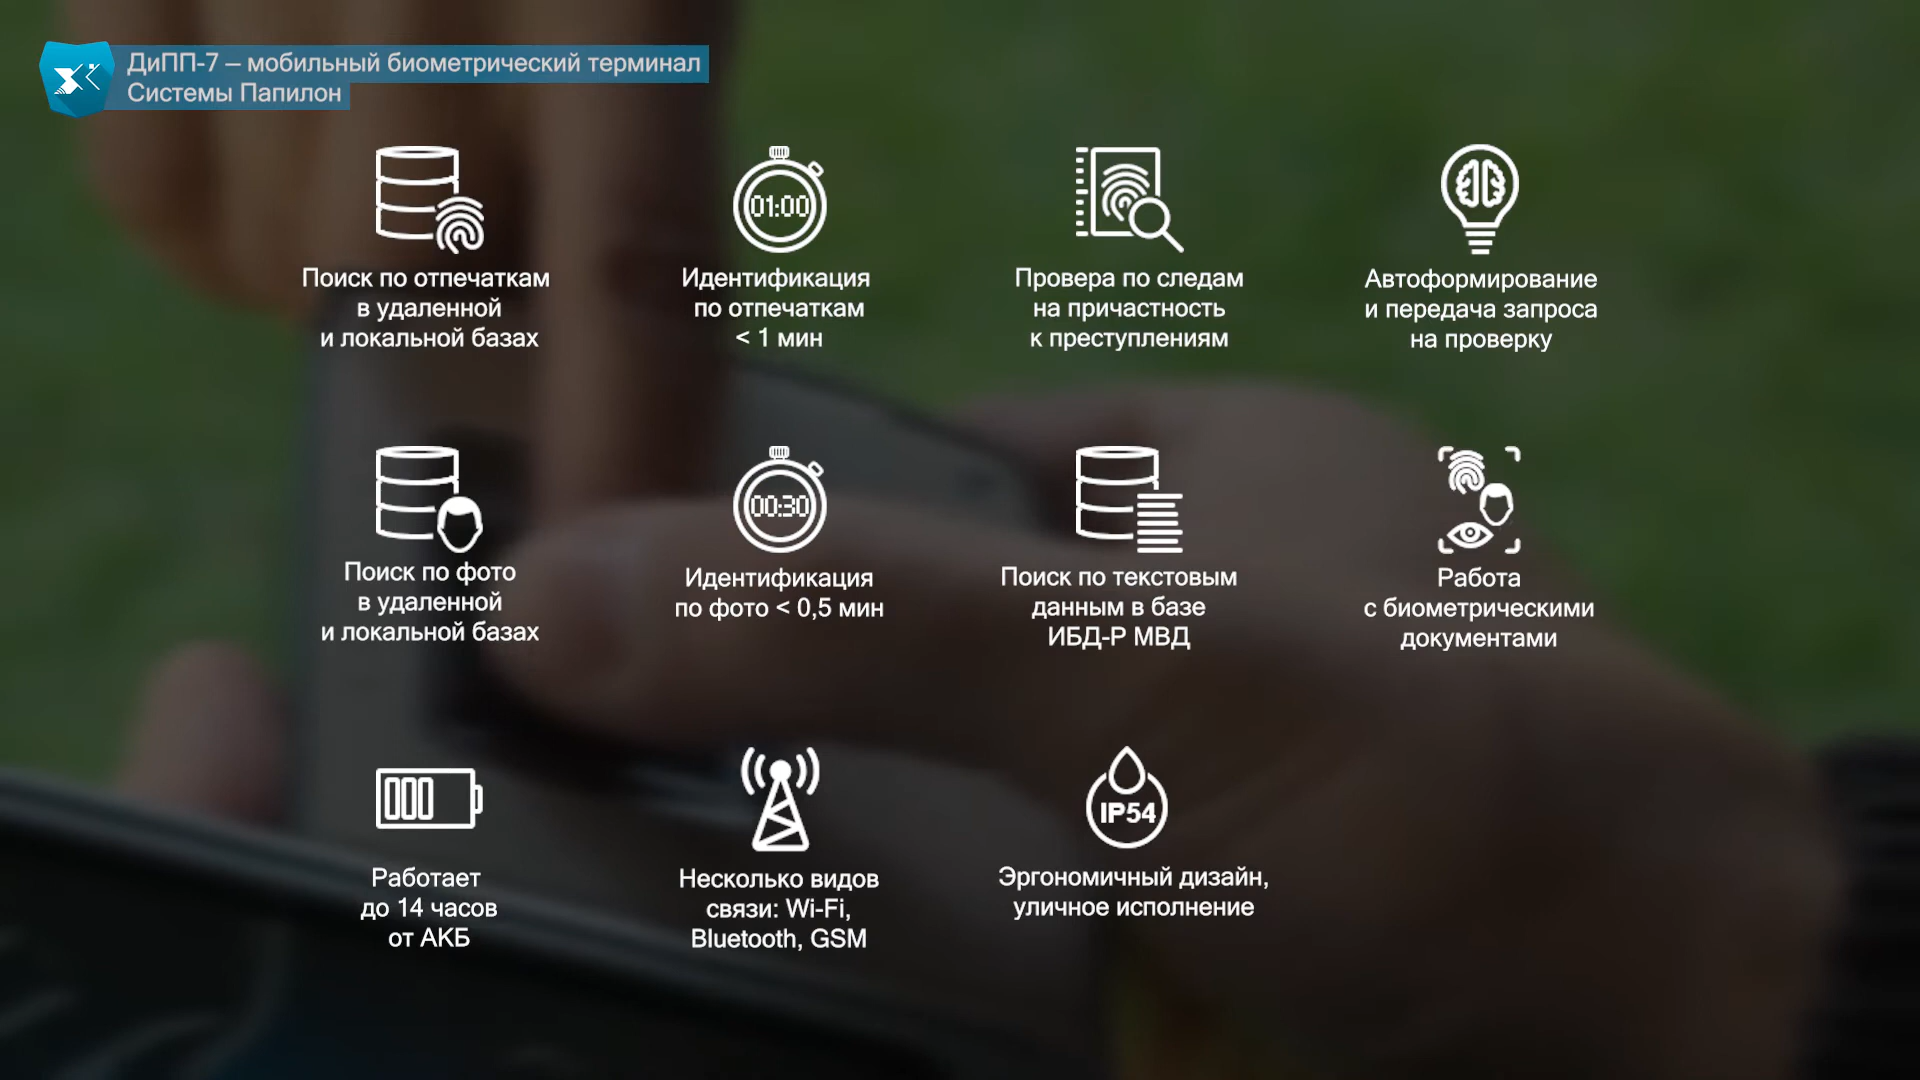 ДиПП-7 – мобильный биометрический терминал
Системы Папилон
01:00
Поиск по отпечаткам
в удаленной
и локальной базах
Идентификация
по отпечаткам
< 1 мин
Провера по следам
на причастность
к преступлениям
Автоформирование
и передача запроса
на проверку
00:30
Поиск по фото
в удаленной
и локальной базах
Идентификация
по фото < 0,5 мин
Поиск по текстовым
данным в базе
ИБД-Р МВД
Работа
с биометрическими
документами
IP54
Работает
до 14 часов
от АКБ
Несколько видов
связи: Wi-Fi,
Bluetooth, GSM
Эргономичный дизайн,
уличное исполнение